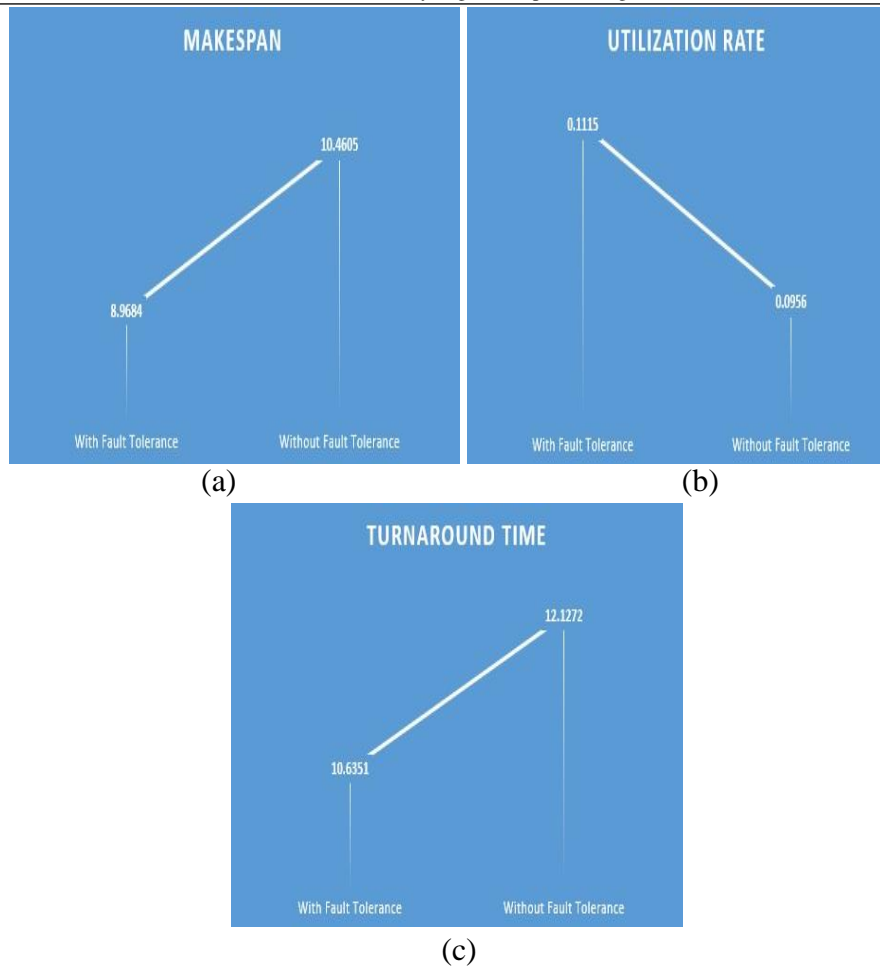 MAKESPAN
10.4605
8.9684
With Fault Tolerance Without Fault Tolerance
(a)
UTILIZATION RATE
0.1115
0.0956
With Fault Tolerance Without Fault Tolerance
(b)
TURNAROUND TIME
12.1272
10.6351
With Fault Tolerance Without Fault Tolerance
(c)